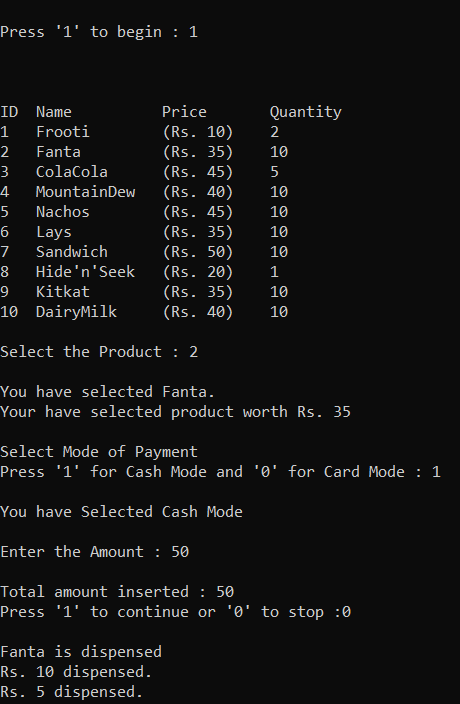 Press '1' to begin : 1
ID Name Price Quantity
1 Frooti (Rs. 10) 2
2 Fanta (Rs. 35) 10
3 ColaCola (Rs. 45) 5
4 MountainDew (Rs. 40) 10
5 Nachos (Rs. 45) 10
6 Lays (Rs. 35) 10
7 Sandwich (Rs. 50) 10
8 Hide'n'Seek (Rs. 20) 1
9 Kitkat (Rs. 35) 10
10 DairyMilk (Rs. 40) 10
Select the Product : 2
You have selected Fanta.
Your have selected product worth Rs. 35
Select Mode of Payment
Press '1' for Cash Mode and '0' for Card Mode : 1
You have Selected Cash Mode
Enter the Amount : 50
Total amount inserted : 50
Press '1' to continue or '0' to stop :0
Fanta is dispensed
Rs. 10 dispensed.
Rs. 5 dispensed.